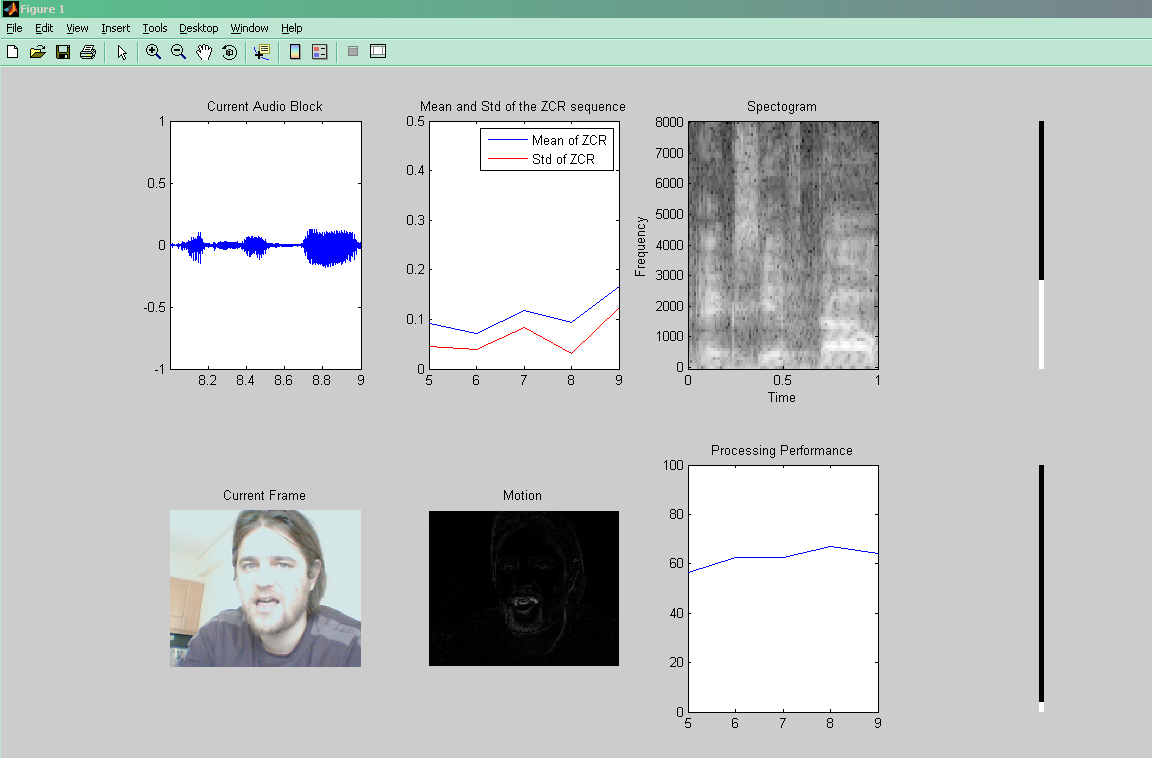 Figure 1
File Edit View Insert Tools Desktop Window Help
Current Audio Block
1
0.5
0
-0.5
-1
8.2 8.4 8.6 8.8 9
Mean and Std of the ZCR sequence
Mean of ZCR
Std of ZCR
0.5
0.4
0.3
0.2
0.1
0
5 6 7 8 9
Spectogram
Frequency
8000
7000
6000
5000
4000
3000
2000
1000
0
0 0.5 1
Time
Current Frame
Motion
Processing Performance
100
80
60
40
20
0
5 6 7 8 9